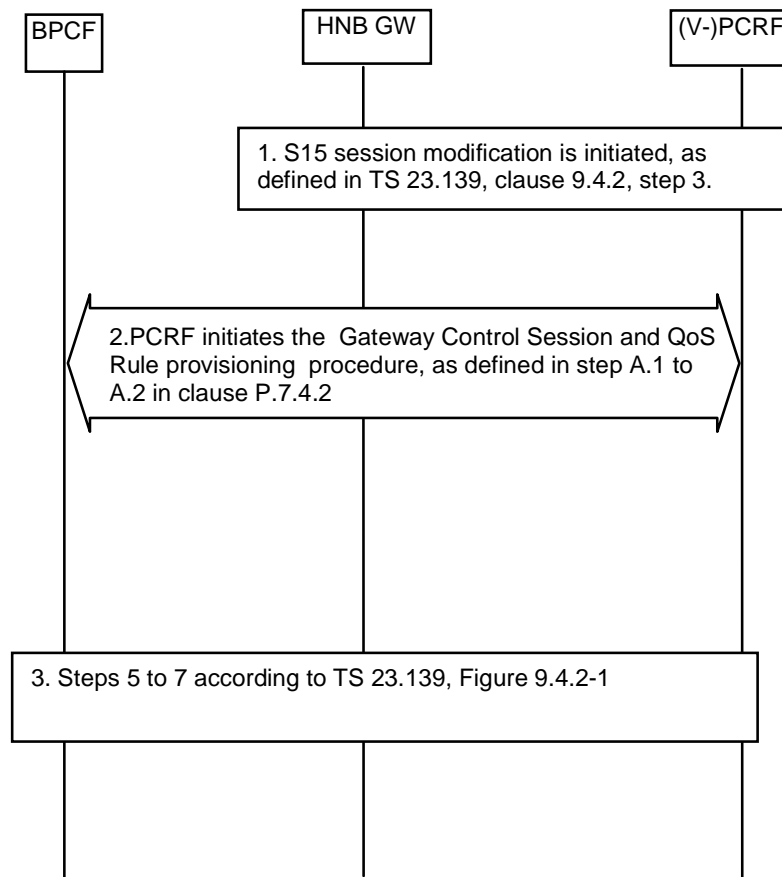 BPCF
HNB GW
(V-)PCRF
1. S15 session modification is initiated, as
defined in TS 23.139, clause 9.4.2, step 3.
2.PCRF initiates the Gateway Control Session and QoS
Rule provisioning procedure, as defined in step A.1 to
A.2 in clause P.7.4.2
3. Steps 5 to 7 according to TS 23.139, Figure 9.4.2-1